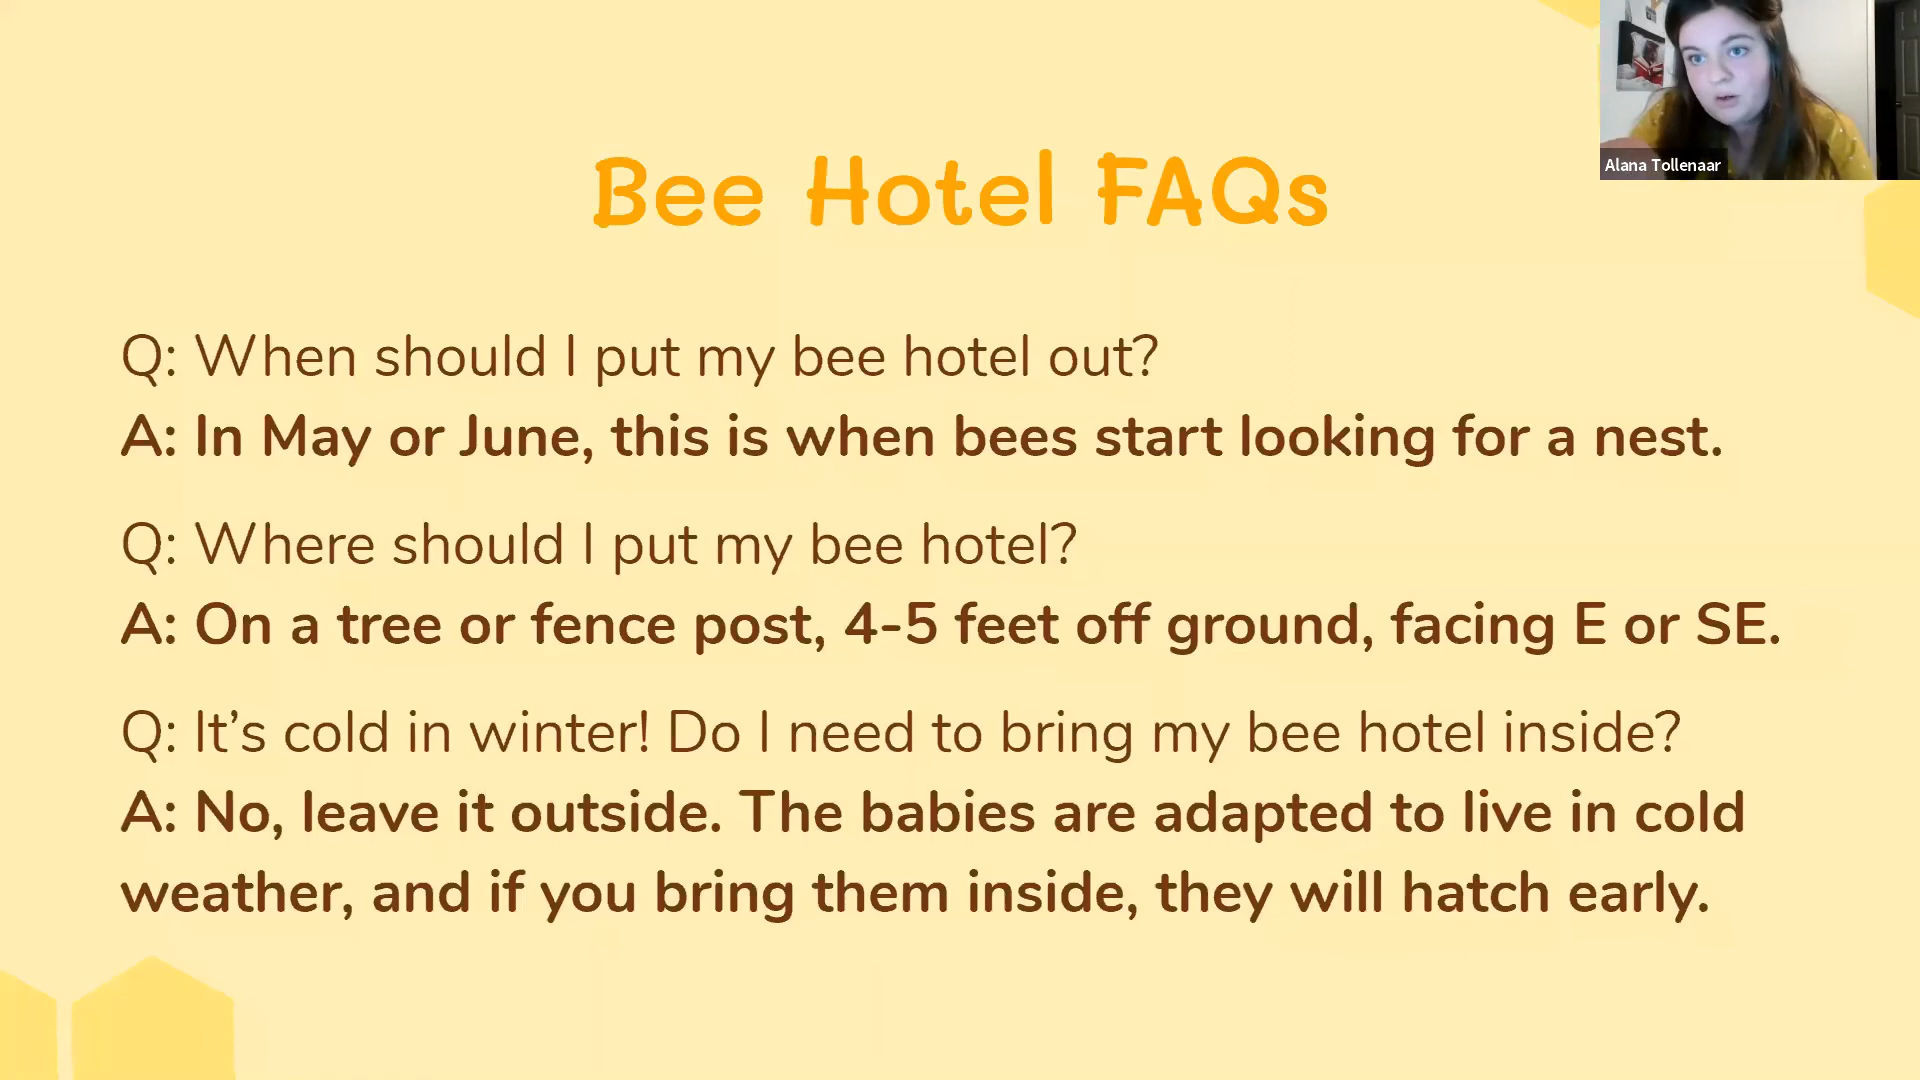 Alana Tollenaar
Bee Hotel FAQs
Q: When should I put my bee hotel out?
A: In May or June, this is when bees start looking for a nest.
Q: Where should I put my bee hotel?
A: On a tree or fence post, 4-5 feet off ground, facing E or SE.
Q: It’s cold in winter! Do I need to bring my bee hotel inside?
A: No, leave it outside. The babies are adapted to live in cold
weather, and if you bring them inside, they will hatch early.